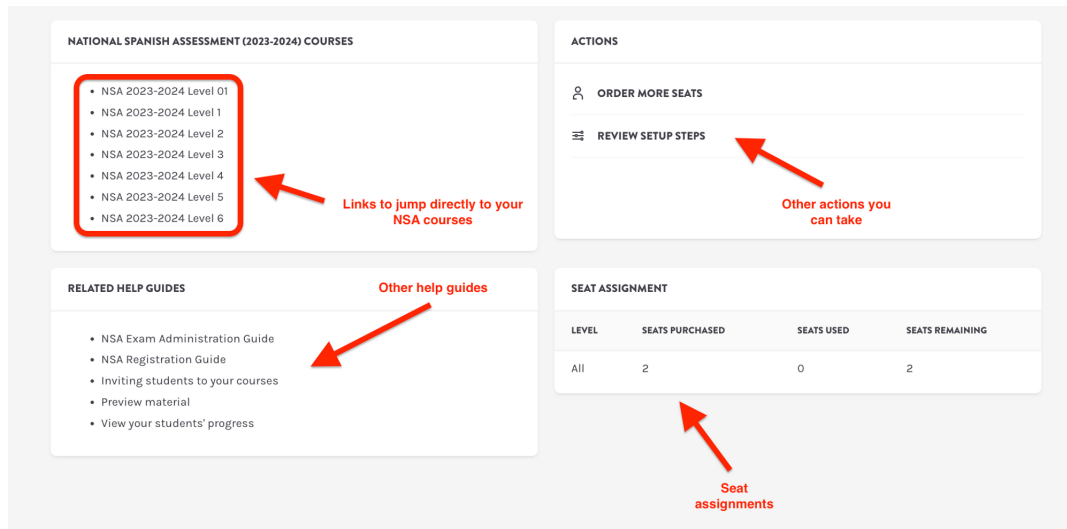 NATIONAL SPANISH ASSESSMENT (2023-2024) COURSES
NSA 2023-2024 Level 01
NSA 2023-2024 Level 1
NSA 2023-2024 Level 2
NSA 2023-2024 Level 3
NSA 2023-2024 Level 4
NSA 2023-2024 Level 5
NSA 2023-2024 Level 6
Links to jump directly to your
NSA courses
ACTIONS
ORDER MORE SEATS
REVIEW SETUP STEPS
Other actions you
can take
RELATED HELP GUIDES
Other help guides
NSA Exam Administration Guide
NSA Registration Guide
Inviting students to your courses
Preview material
View your students' progress
SEAT ASSIGNMENT
LEVEL SEATS PURCHASED SEATS USED SEATS REMAINING
All 2 0 2
Seat
assignments